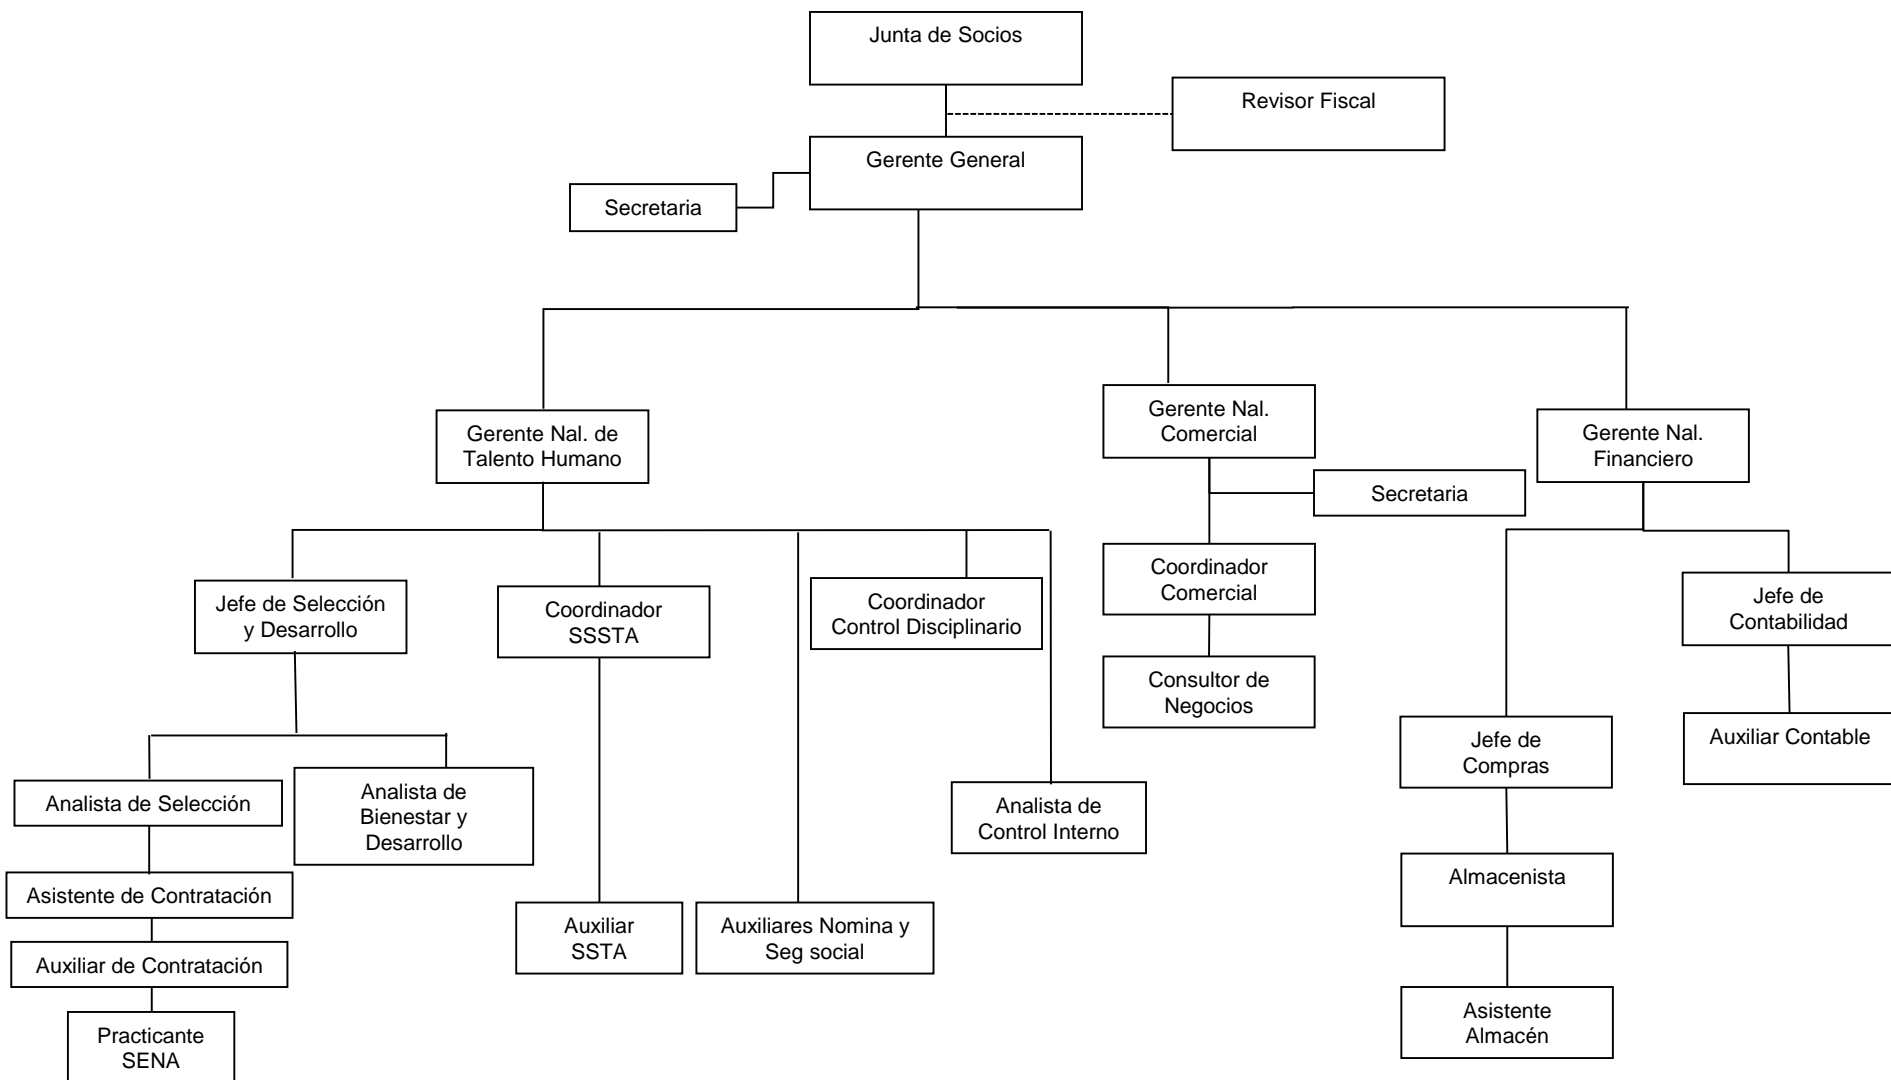 Junta de Socios
Revisor Fiscal
Gerente General
Secretaria
Gerente Nal. de
Talento Humano
Gerente Nal.
Comercial
Gerente Nal.
Financiero
Secretaria
Jefe de Selección
y Desarrollo
Coordinador
SSSTA
Coordinador
Control Disciplinario
Coordinador
Comercial
Jefe de
Contabilidad
Consultor de
Negocios
Jefe de
Compras
Auxiliar Contable
Analista de Selección
Analista de
Bienestar y
Desarrollo
Analista de
Control Interno
Almacenista
Asistente de Contratación
Auxiliar
SSTA
Auxiliares Nomina y
Seg social
Auxiliar de Contratación
Asistente
Almacén
Practicante
SENA